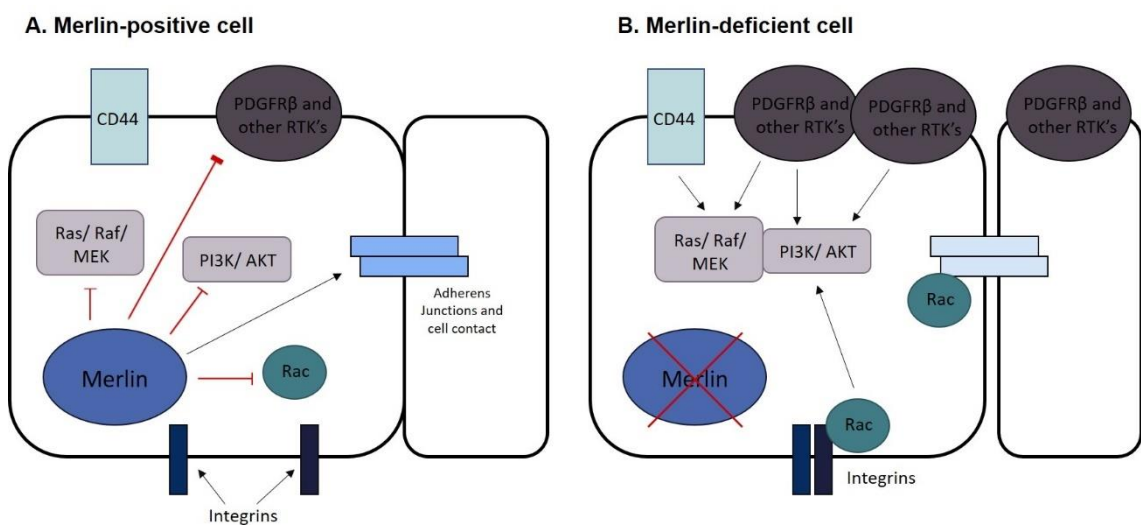 A. Merlin-positive cell
CD44
PDGFRβ and
other RTK's
Ras/ Raf/
MEK
PI3K/ AKT
Adherens
Junctions and
cell contact
Merlin
Rac
Integrins
B. Merlin-deficient cell
CD44
PDGFRβ and
other RTK's
PDGFRβ and
other RTK's
PDGFRβ and
other RTK's
Ras/ Raf/
MEK
PI3K/ AKT
Rac
Merlin
Rac
Integrins